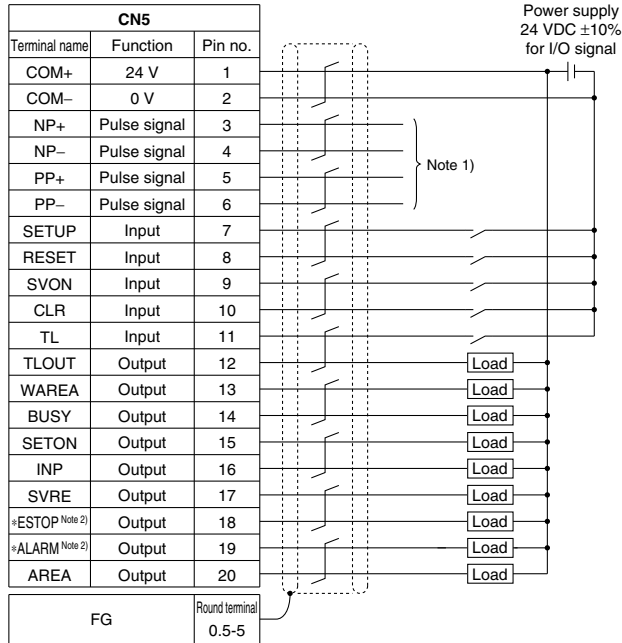 Power supply
24 VDC ±10%
for I/O signal
CN5
Terminal name Function Pin no.
COM+ 24 V 1
COM− 0 V 2
NP+ Pulse signal 3
NP− Pulse signal 4
PP+ Pulse signal 5
PP− Pulse signal 6
Note 1)
SETUP Input 7
RESET Input 8
SVON Input 9
CLR Input 10
TL Input 11
TLOUT Output 12 Load
WAREA Output 13 Load
BUSY Output 14 Load
SETON Output 15 Load
INP Output 16 Load
SVRE Output 17 Load
*ESTOP Note 2) Output 18 Load
*ALARM Note 2) Output 19 Load
AREA Output 20 Load
FG Round terminal
0.5-5